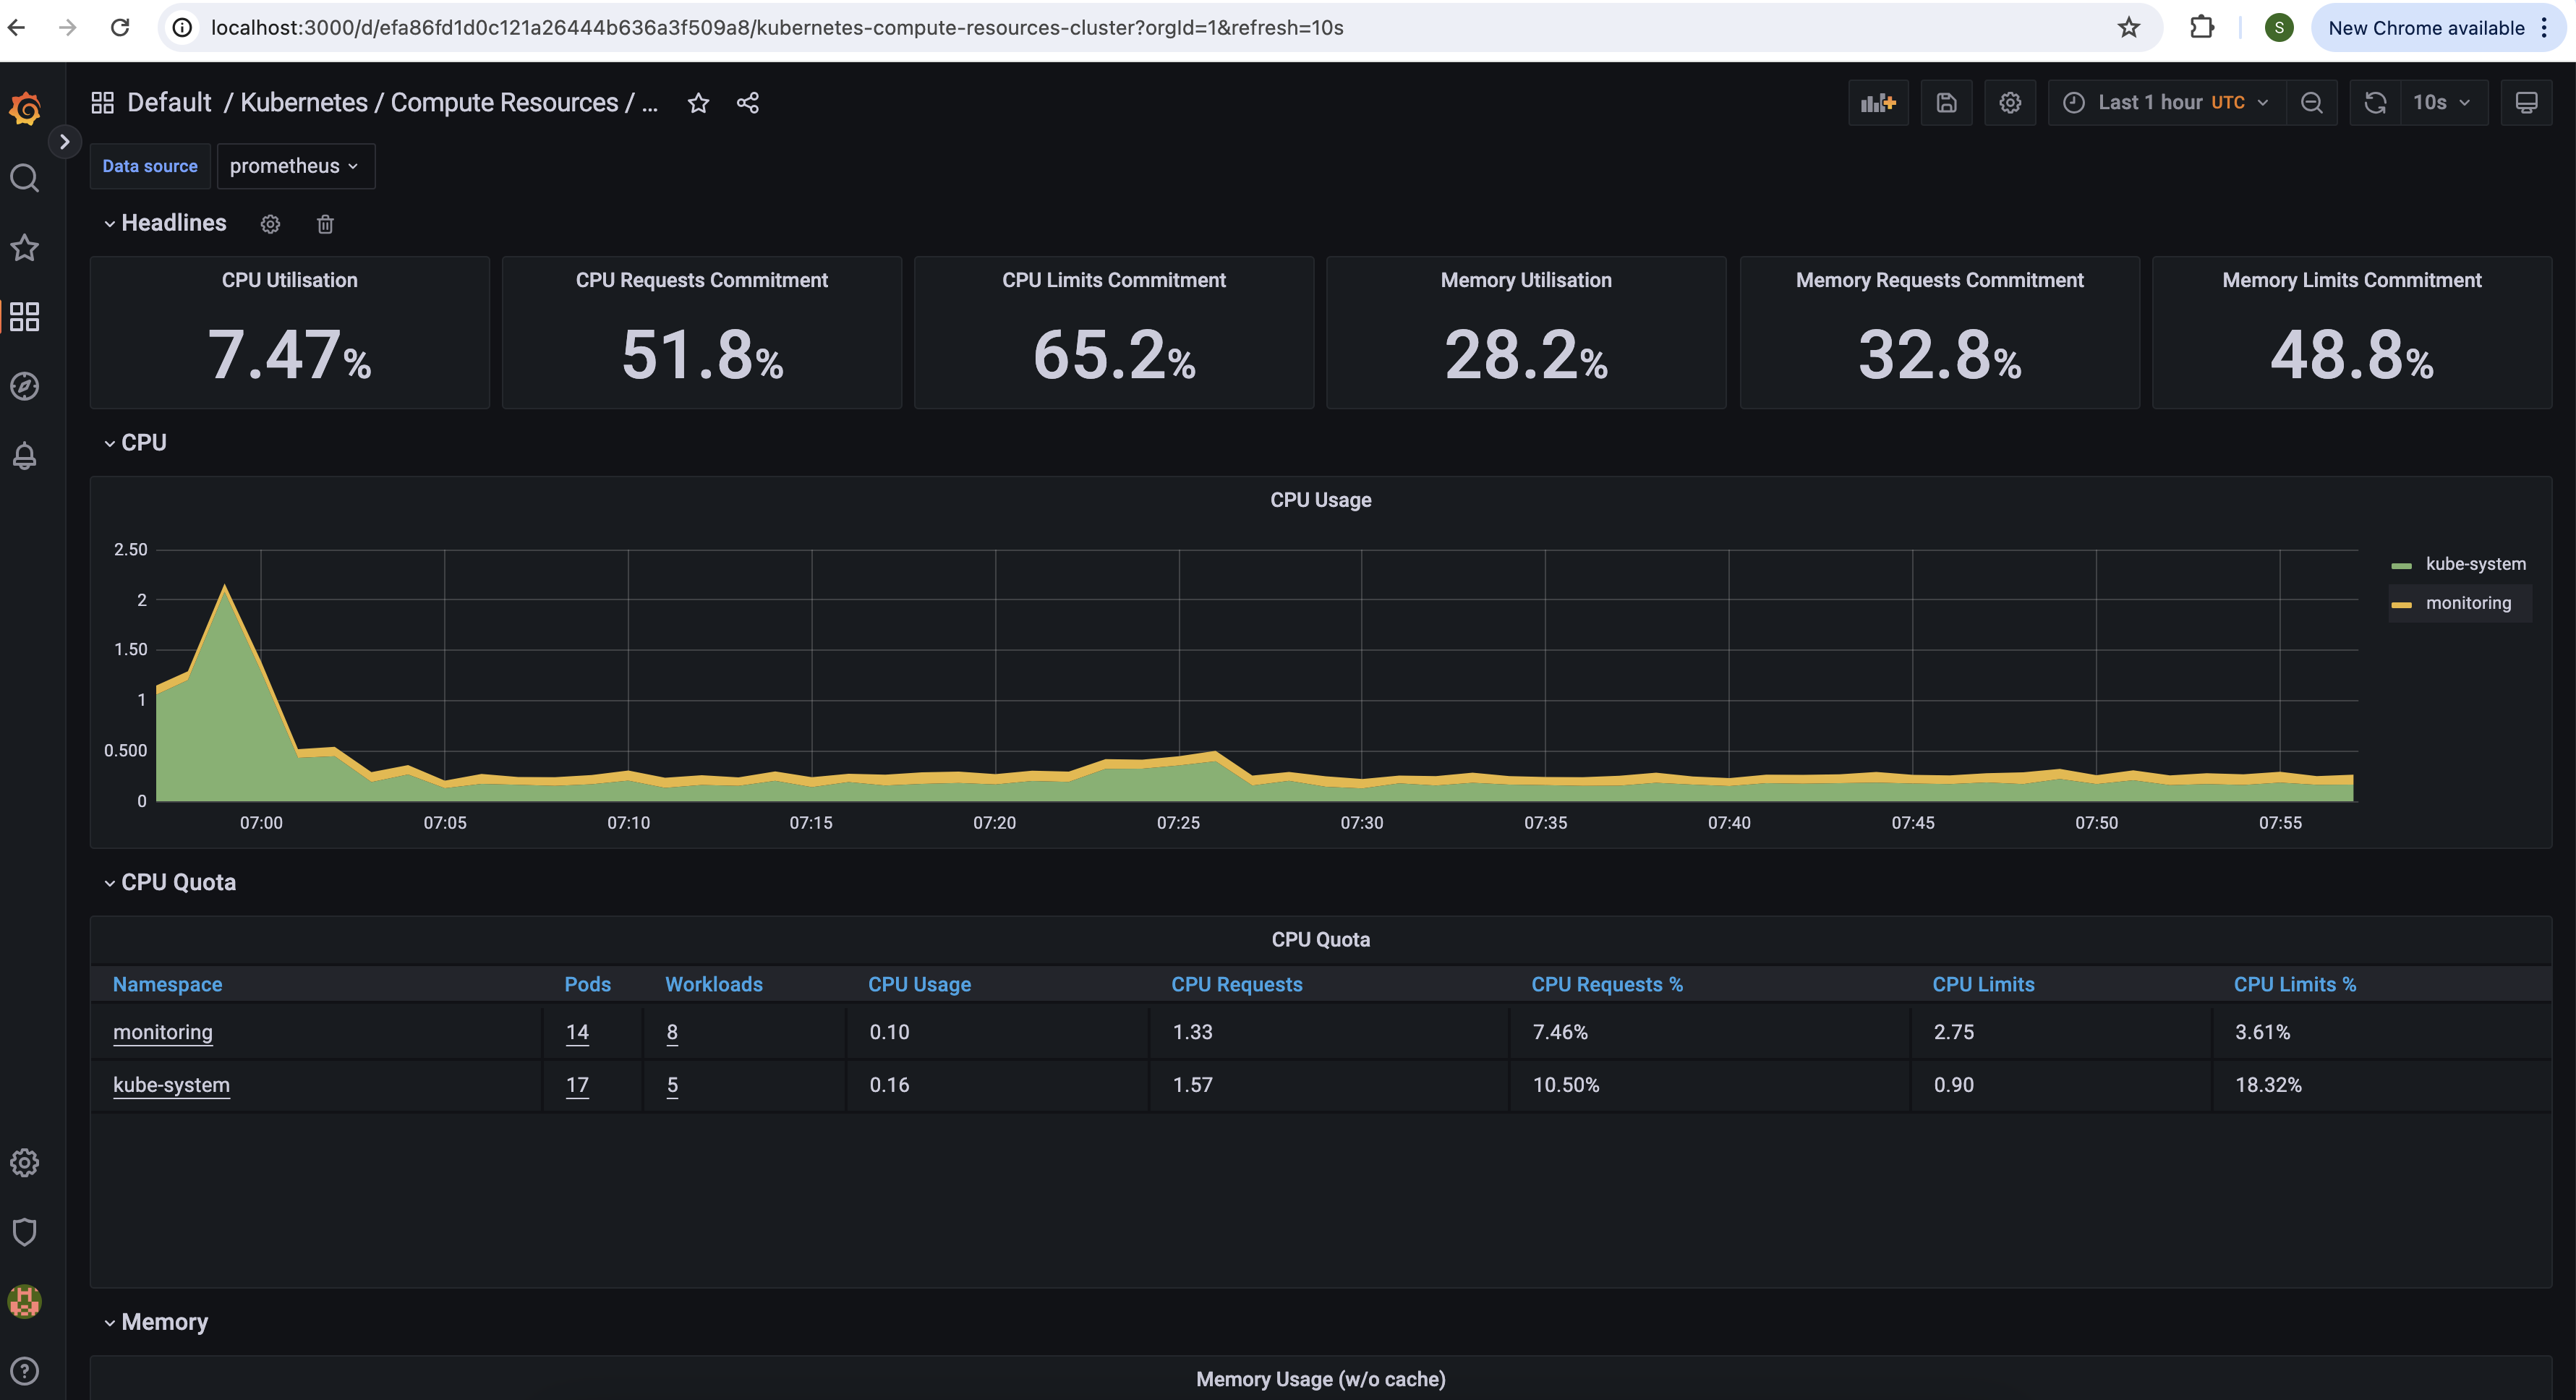 localhost:3000/d/efa86fd1d0c121a26444b636a3f509a8/kubernetes-compute-resources-cluster?orgId=1&refresh=10s
S
New Chrome available
Default / Kubernetes / Compute Resources / ...
Last 1 hour UTC
10s
Data source
prometheus
Headlines
CPU Utilisation
7.47%
CPU Requests Commitment
51.8%
CPU Limits Commitment
65.2%
Memory Utilisation
28.2%
Memory Requests Commitment
32.8%
Memory Limits Commitment
48.8%
CPU
CPU Usage
2.50
2
1.50
1
0.500
0
07:00 07:05 07:10 07:15 07:20 07:25 07:30 07:35 07:40 07:45 07:50 07:55
kube-system
monitoring
CPU Quota
CPU Quota
Namespace Pods Workloads CPU Usage CPU Requests CPU Requests % CPU Limits CPU Limits %
monitoring 14 8 0.10 1.33 7.46% 2.75 3.61%
kube-system 17 5 0.16 1.57 10.50% 0.90 18.32%
Memory
Memory Usage (w/o cache)